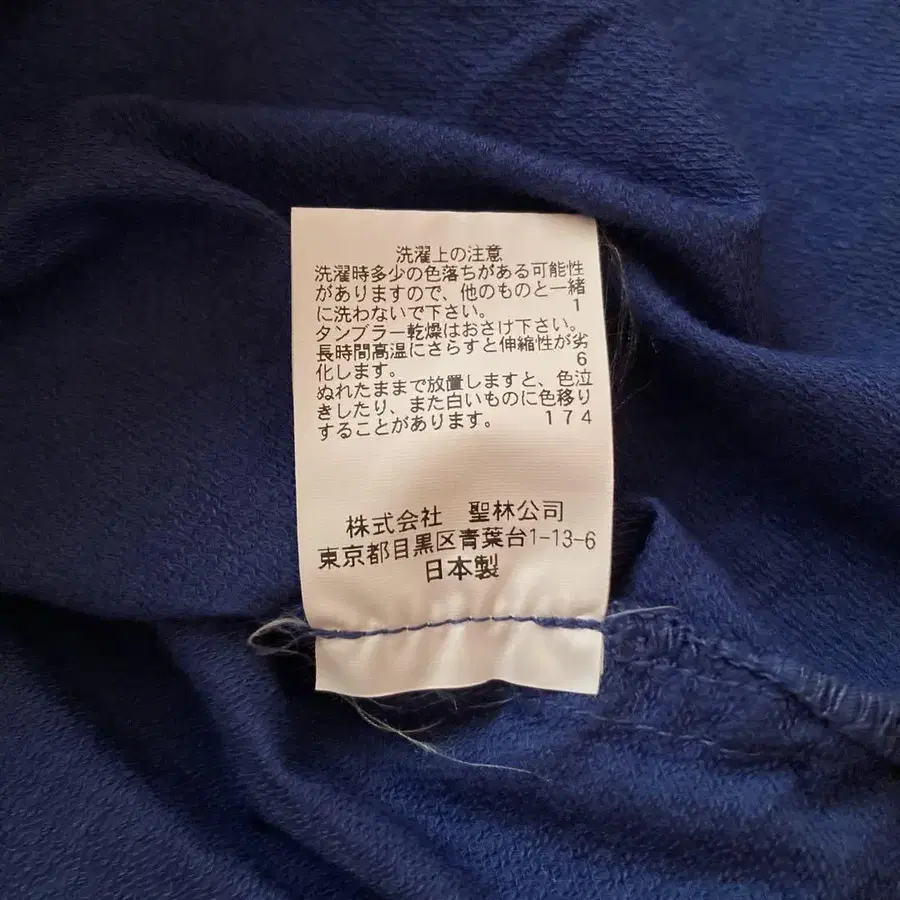 洗濯上の注意
洗濯時多少の色落ちがある可能性
がありますので、他のものと一緒
に洗わないで下さい。 1
タンブラー乾燥はおさけ下さい。
長時間高温にさらすと伸縮性が劣
化します。 6
ぬれたままで放置しますと、色泣
きしたり、また白いものに色移り
することがあります。 174
株式会社 聖林公司
東京都目黒区青葉台1-13-6
日本製